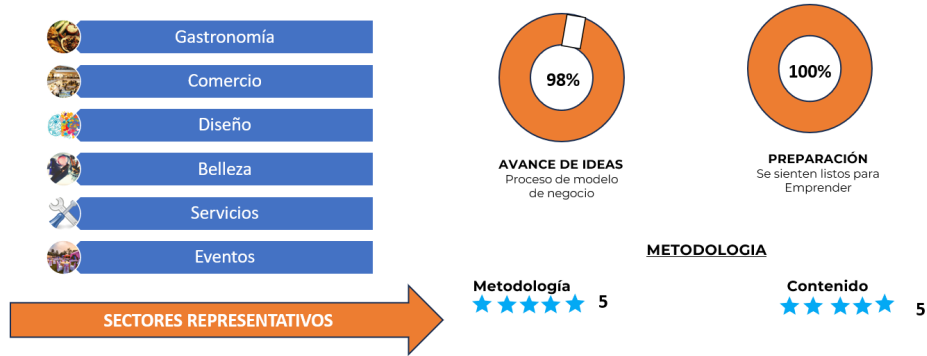 Gastronomía
Comercio
Diseño
Belleza
Servicios
Eventos
SECTORES REPRESENTATIVOS
98%
AVANCE DE IDEAS
Proceso de modelo
de negocio
100%
PREPARACIÓN
Se sienten listos para
Emprender
METODOLOGIA
Metodología
5
Contenido
5